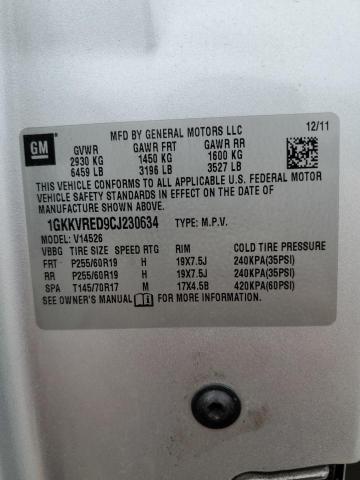 MFD BY GENERAL MOTORS LLC 12/11
GM
GVWR GAWR FRT GAWR RR
2930 KG 1450 KG 1600 KG
6459 LB 3196 LB 3527 LB
THIS VEHICLE CONFORMS TO ALL APPLICABLE U.S. FEDERAL MOTOR
VEHICLE SAFETY STANDARDS IN EFFECT ON THE DATE OF
MANUFACTURE SHOWN ABOVE.
1GKKVRED9CJ230634 TYPE: M.P.V.
MODEL: V14526
VBBG TIRE SIZE SPEED RTG RIM COLD TIRE PRESSURE
FRT P255/60R19 H 19X7.5J 240KPA(35PSI)
RR P255/60R19 H 19X7.5J 240KPA(35PSI)
SPA T145/70R17 M 17X4.5B 420KPA(60PSI)
SEE OWNER'S MANUAL FOR MORE INFORMATION.